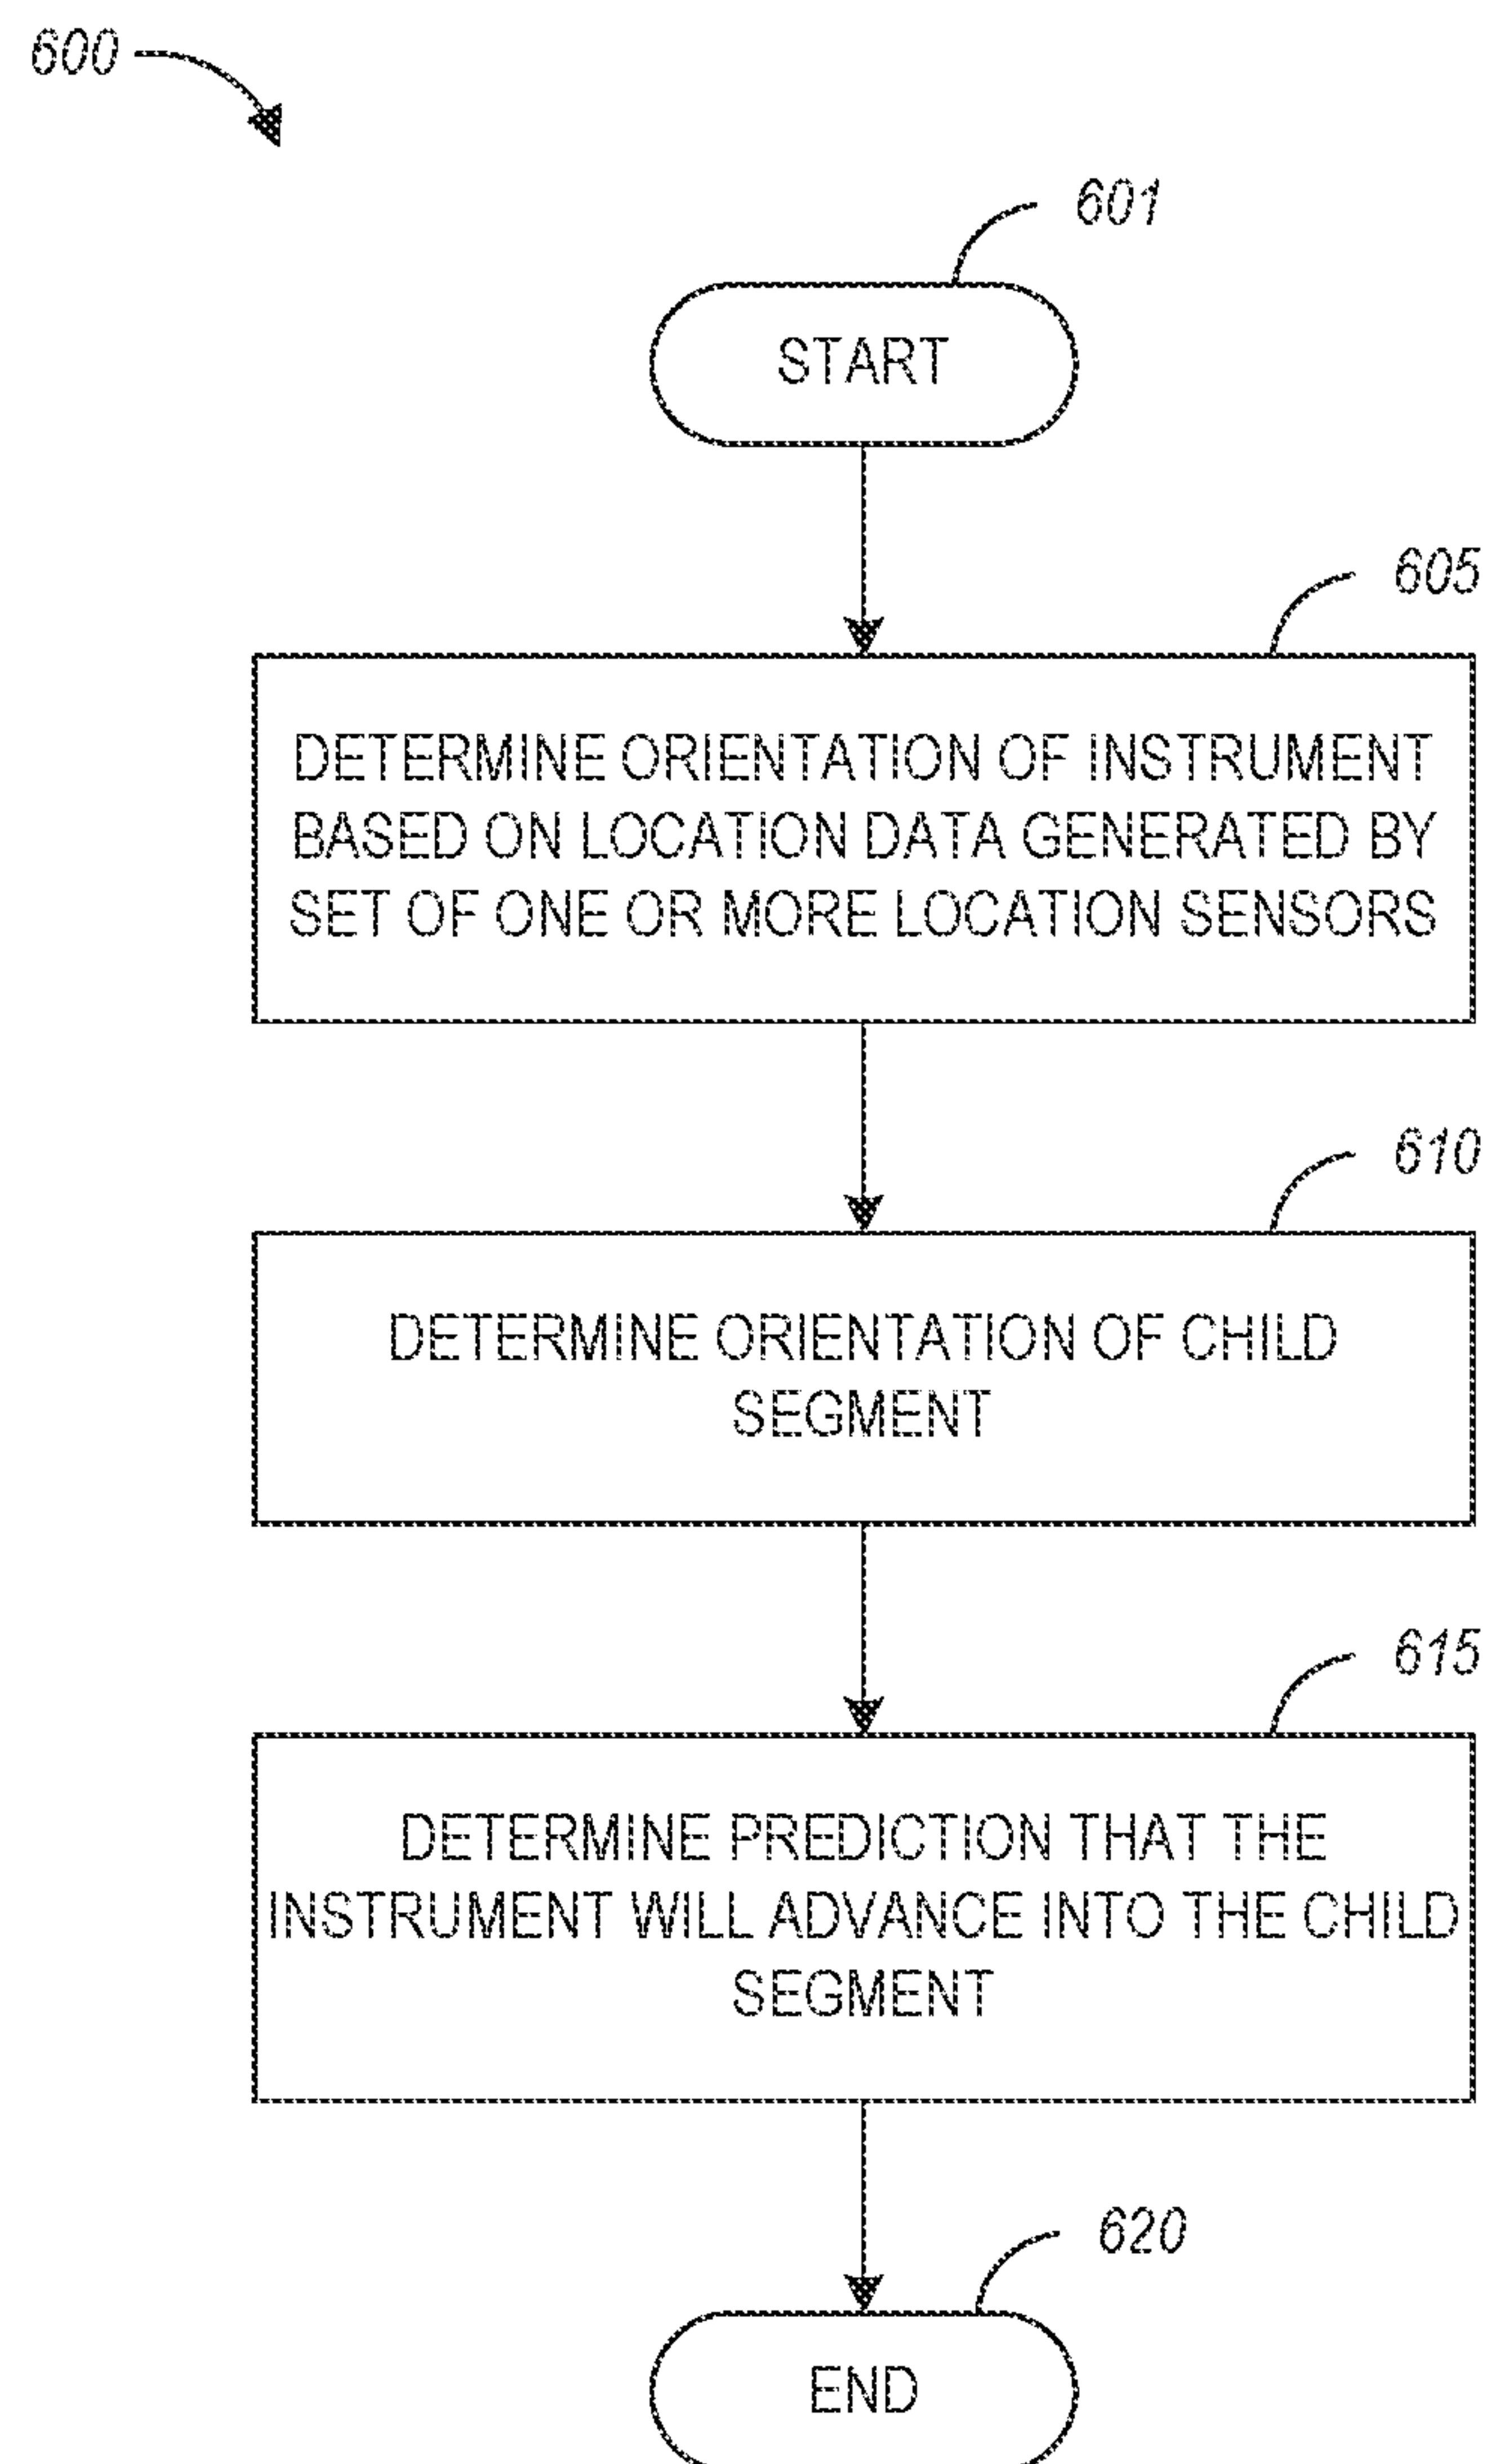 600
601
START
605
DETERMINE ORIENTATION OF INSTRUMENT
BASED ON LOCATION DATA GENERATED BY
SET OF ONE OR MORE LOCATION SENSORS
610
DETERMINE ORIENTATION OF CHILD
SEGMENT
615
DETERMINE PREDICTION THAT THE
INSTRUMENT WILL ADVANCE INTO THE CHILD
SEGMENT
620
END